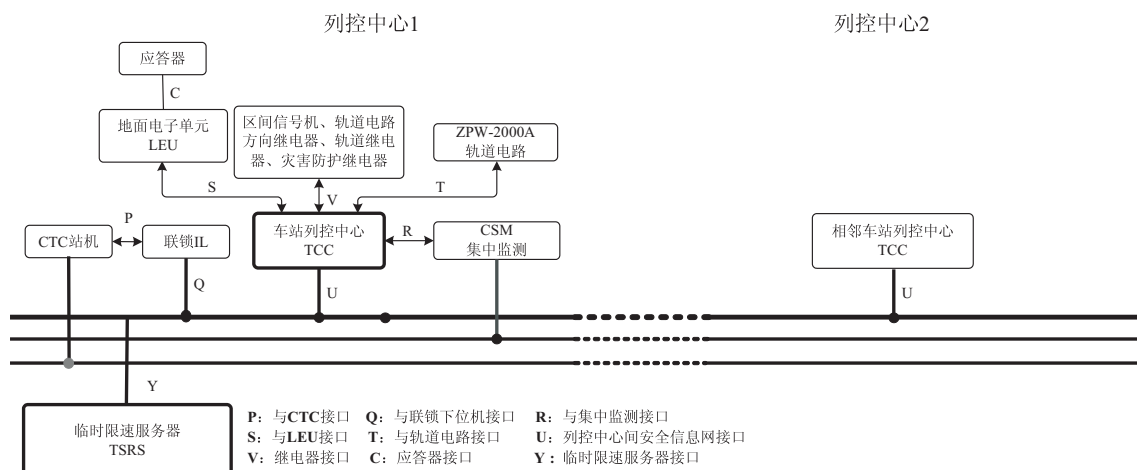 列控中心1
列控中心2
应答器
C
地面电子单元
LEU
区间信号机、轨道电路
方向继电器、轨道继电
器、灾害防护继电器
ZPW-2000A
轨道电路
S
V
T
P
CTC站机
联锁IL
车站列控中心
TCC
R
CSM
集中监测
相邻车站列控中心
TCC
Q
U
U
Y
临时限速服务器
TSRS
P：与CTC接口 Q：与联锁下位机接口 R：与集中监测接口
S：与LEU接口 T：与轨道电路接口 U：列控中心间安全信息网接口
V：继电器接口 C：应答器接口 Y：临时限速服务器接口